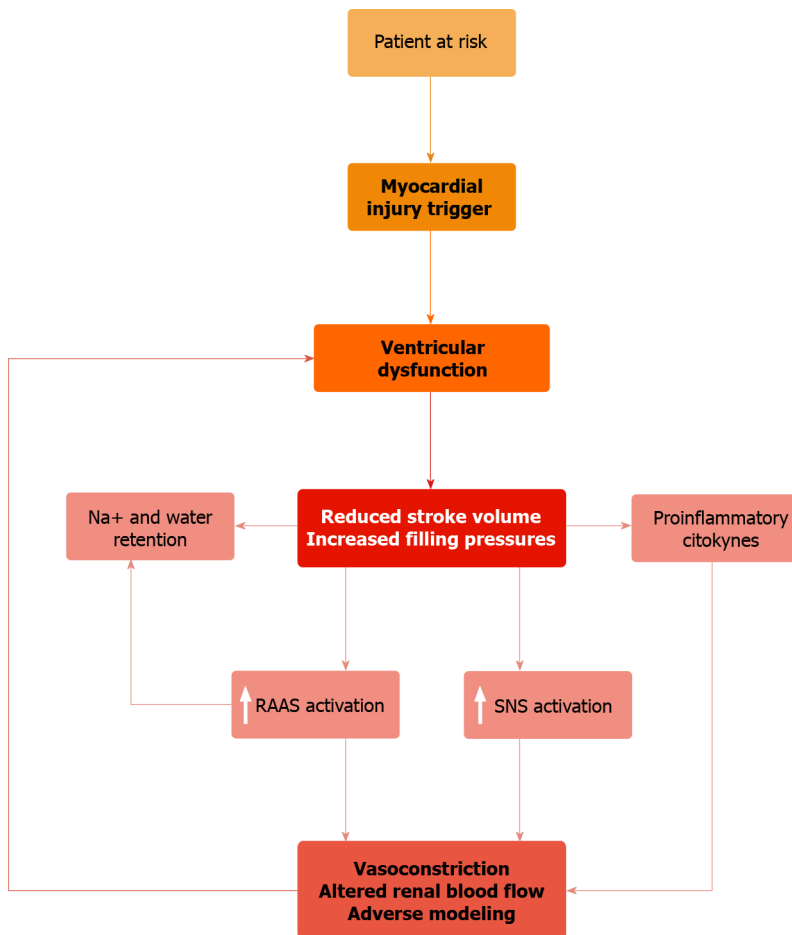 Patient at risk
Myocardial
injury trigger
Ventricular
dysfunction
Na+ and water
retention
Reduced stroke volume
Increased filling pressures
Proinflammatory
citokynes
RAAS activation
SNS activation
Vasoconstriction
Altered renal blood flow
Adverse modeling